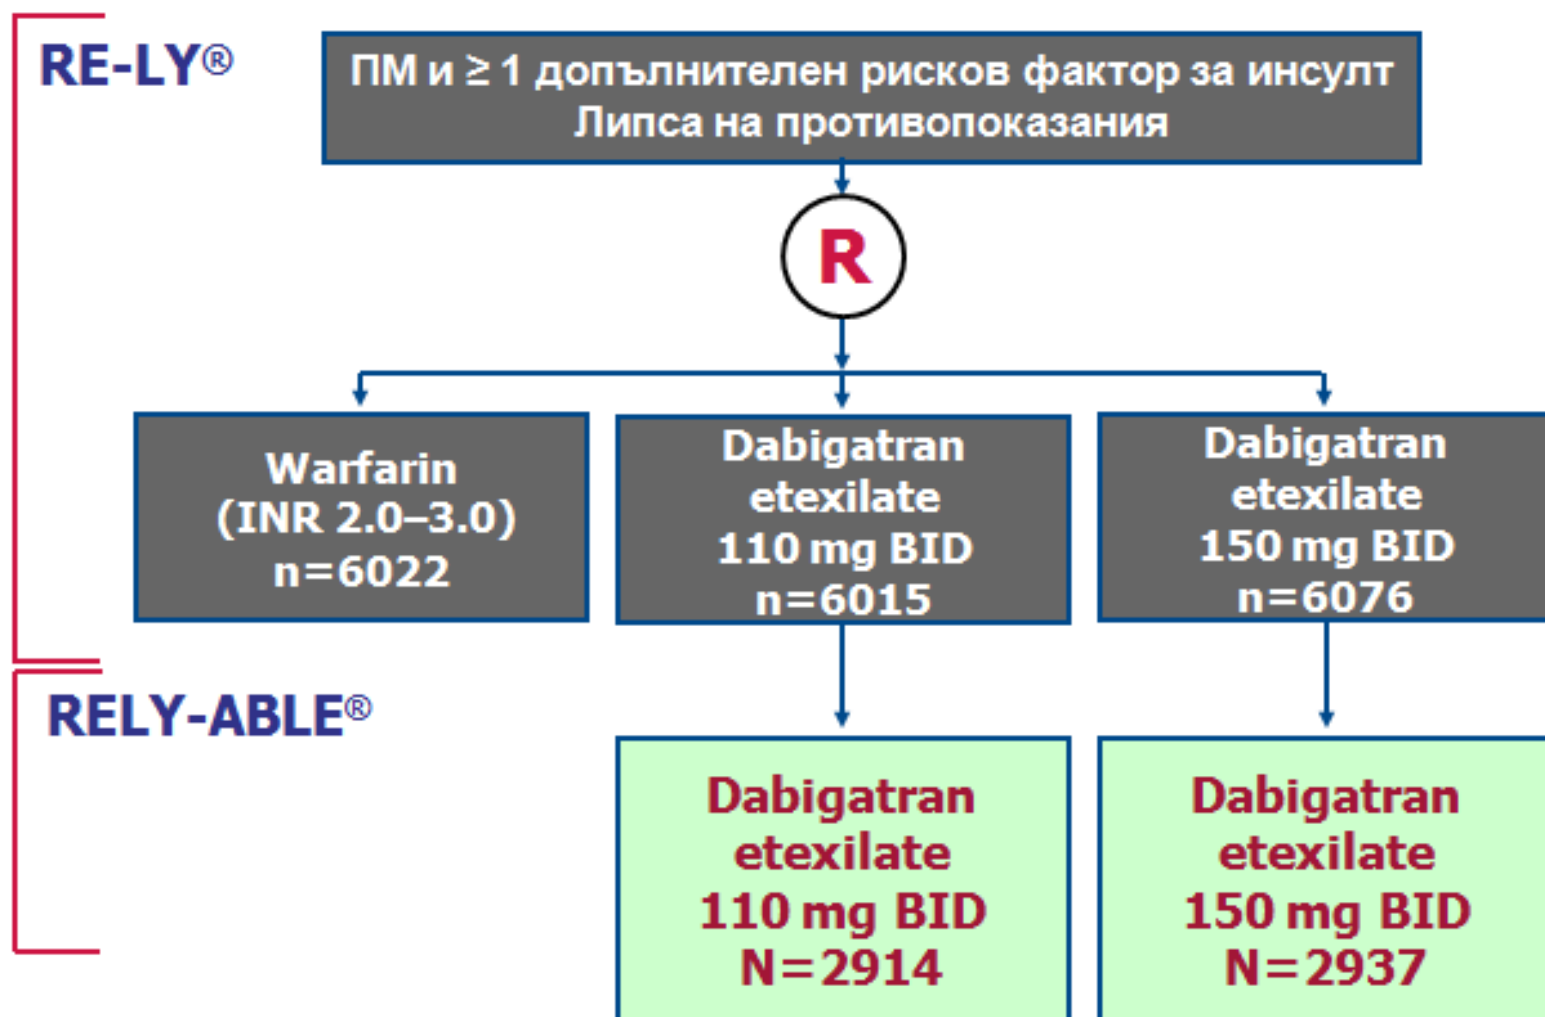 RE-LY®
ПМ и ≥ 1 допълнителен рисков фактор за инсулт
Липса на противопоказания
R
Warfarin
(INR 2.0–3.0)
n=6022
Dabigatran
etexilate
110 mg BID
n=6015
Dabigatran
etexilate
150 mg BID
n=6076
RELY-ABLE®
Dabigatran
etexilate
110 mg BID
N=2914
Dabigatran
etexilate
150 mg BID
N=2937